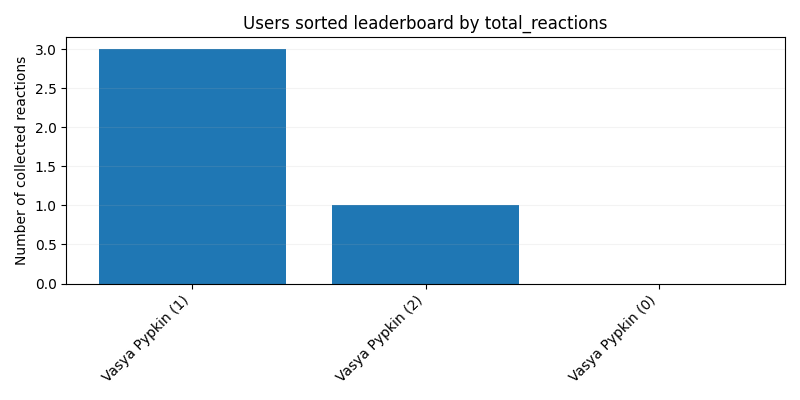 Users sorted leaderboard by total_reactions
Number of collected reactions
3.0
2.5
2.0
1.5
1.0
0.5
0.0
Vasya Pypkin (1)
Vasya Pypkin (2)
Vasya Pypkin (0)